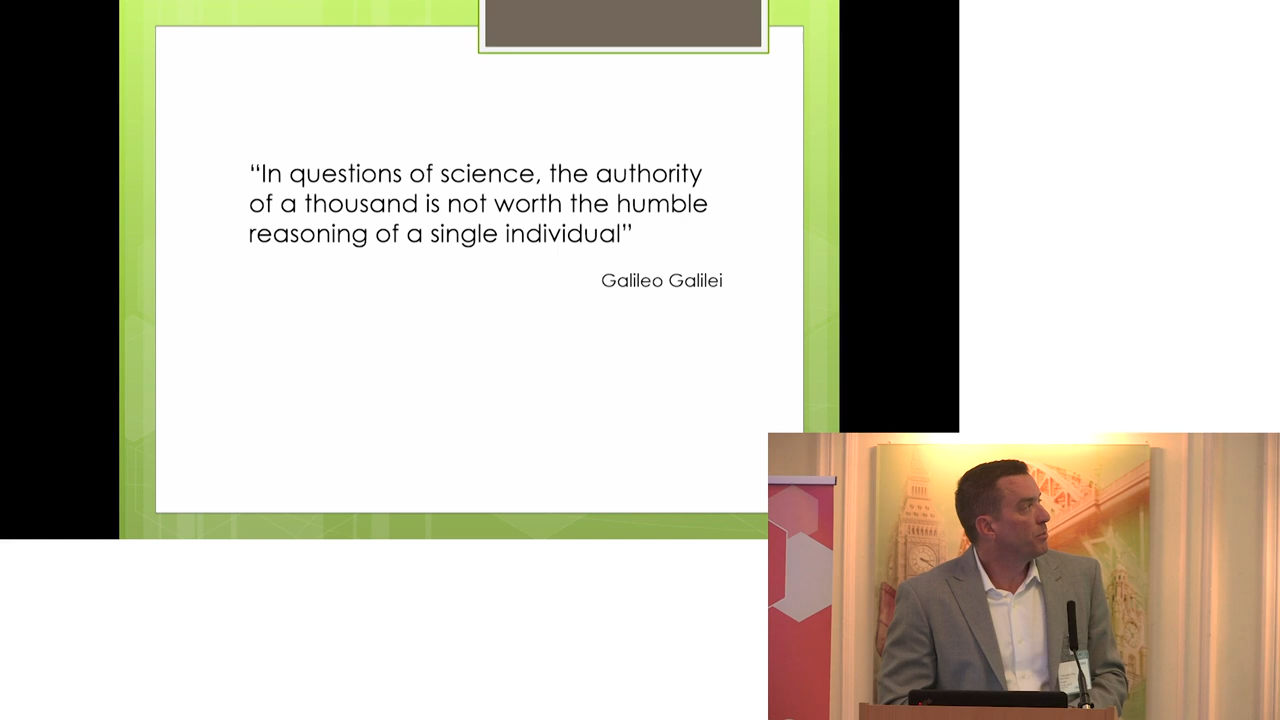 “In questions of science, the authority
of a thousand is not worth the humble
reasoning of a single individual”
Galileo Galilei